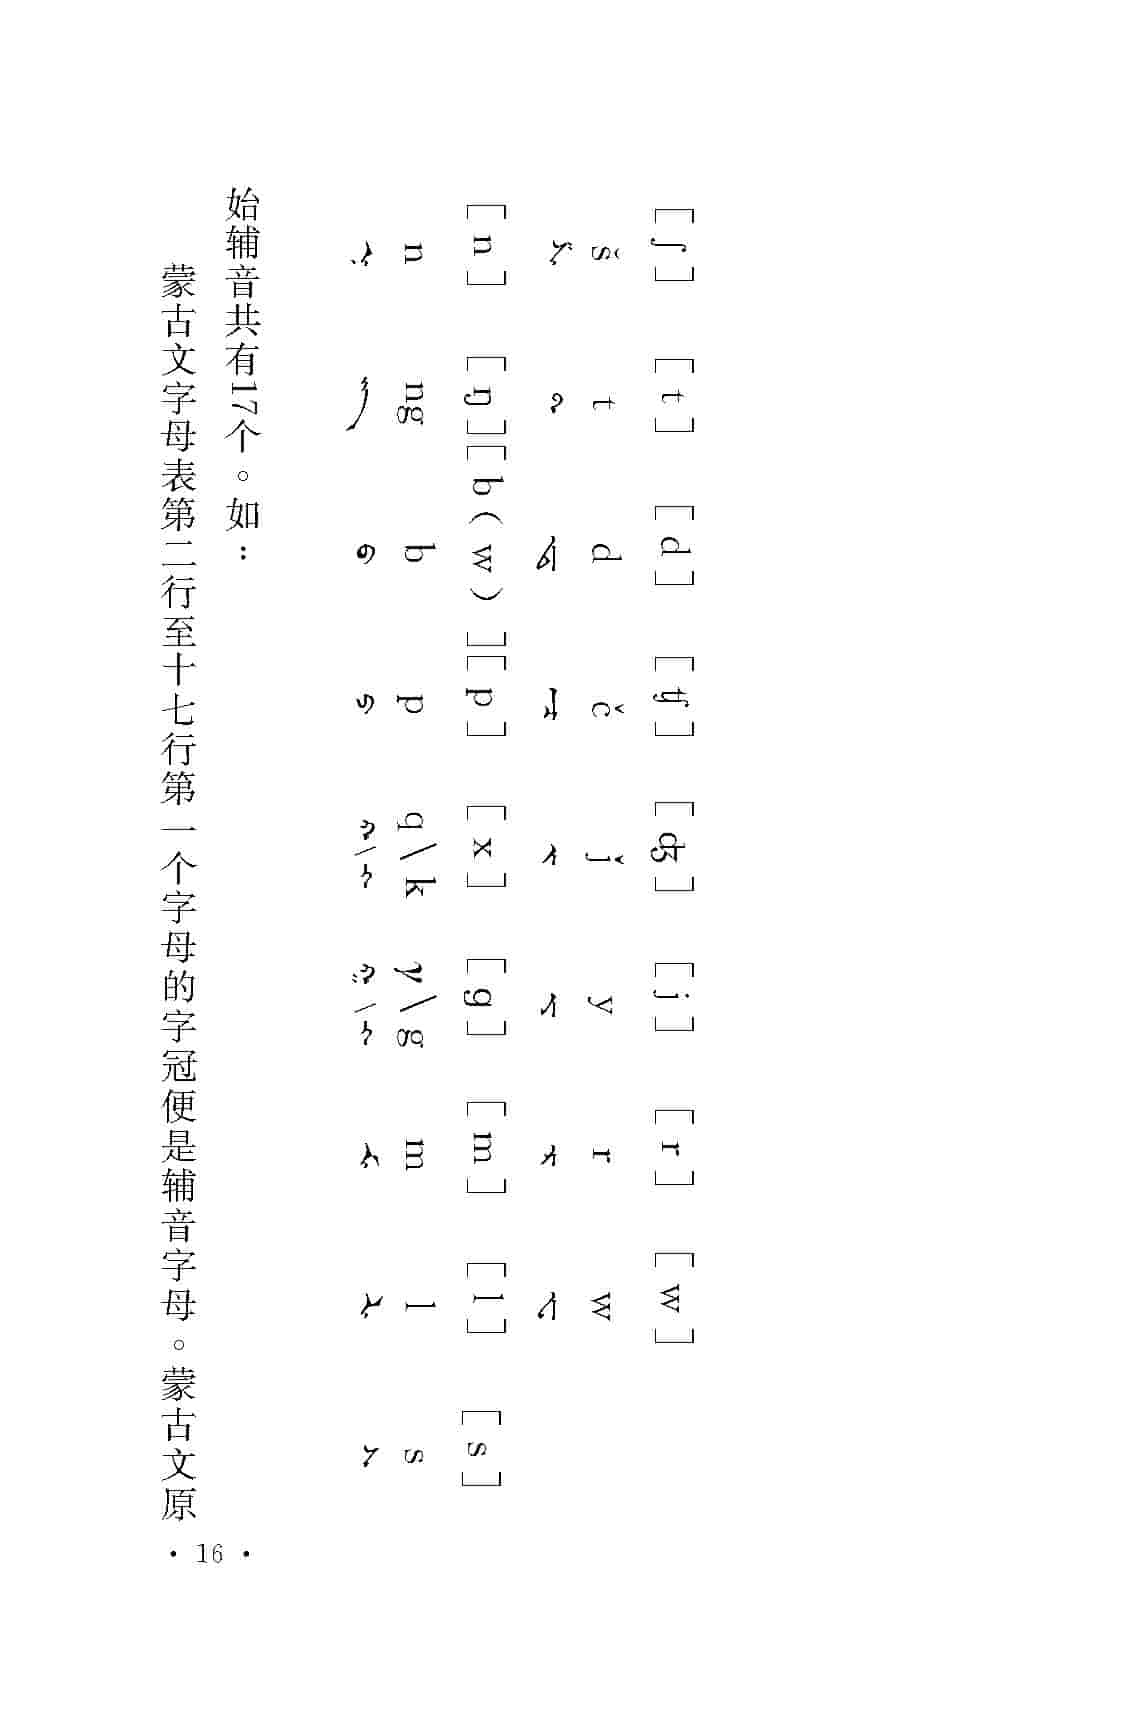 蒙古文字母表第二行至十七行第一个字母的字冠便是辅音字母。蒙古文原
始辅音共有17个。如：
ᠨ ᠩ ᠪ ᠫ ᠬ/ᠬ ᠭ/ᠭ ᠮ ᠯ ᠰ
n ng b p q/k γ/g m l s
[n] [ŋ] [b(w)] [p] [x] [g] [m] [l] [s]
ᠱ ᠲ ᠳ ᠴ ᠵ ᠶ ᠷ ᠸ
š t d č ǰ y r w
[ʃ] [t] [d] [ʧ] [ʤ] [j] [r] [w]
· 16 ·